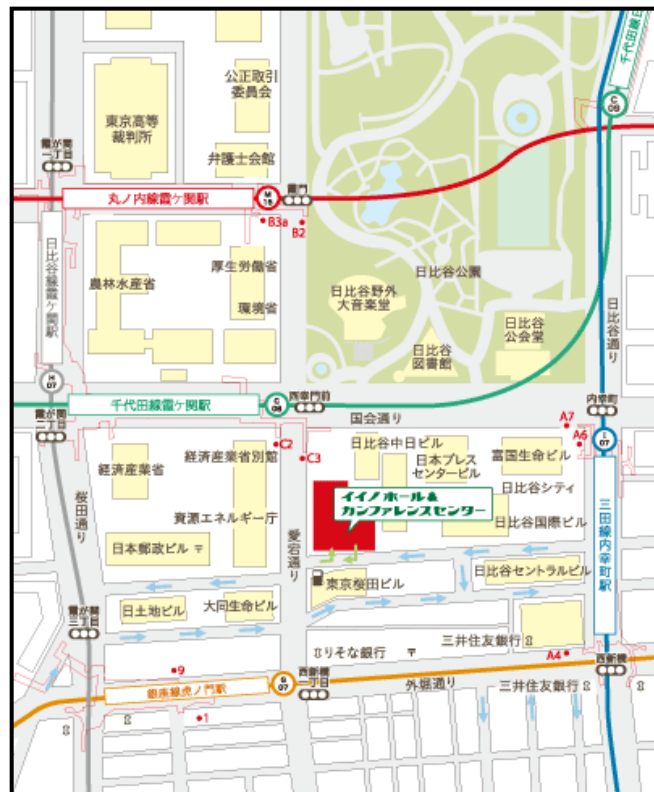 千代田線日
C
09
公正取引
委員会
東京高等
裁判所
霞が関
一丁目
弁護士会館
丸ノ内線霞ケ関駅
M
15
霞門
B3a
B2
日比谷線霞ケ関駅
農林水産省
厚生労働省
環境省
日比谷公園
日比谷野外
大音楽堂
日比谷
図書館
日比谷
公会堂
日比谷通り
H
07
千代田線霞ケ関駅
C
08
西幸門前
国会通り
内幸町
霞が関
二丁目
A7
A6
I
07
C2
C3
日比谷中日ビル
日本プレス
センタービル
富国生命ビル
経済産業省
経済産業省別館
日比谷シティ
イイノホール&
カンファレンスセンター
桜田通り
資源エネルギー庁
愛宕通り
日比谷国際ビル
三田線内幸町駅
日本郵政ビル 〒
東京桜田ビル
日比谷セントラルビル
霞が関
三丁目
日土地ビル
大同生命ビル
りそな銀行
〒
三井住友銀行
A4
9
西新橋
一丁目
西新橋
銀座線虎ノ門駅
G
07
外堀通り
三井住友銀行
1